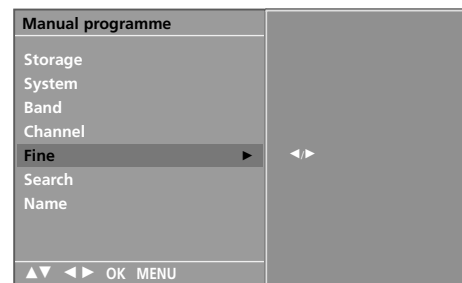 Manual programme
Storage
System
Band
Channel
Fine ► ◄/►
Search
Name
▲▼ ◄ ► OK MENU